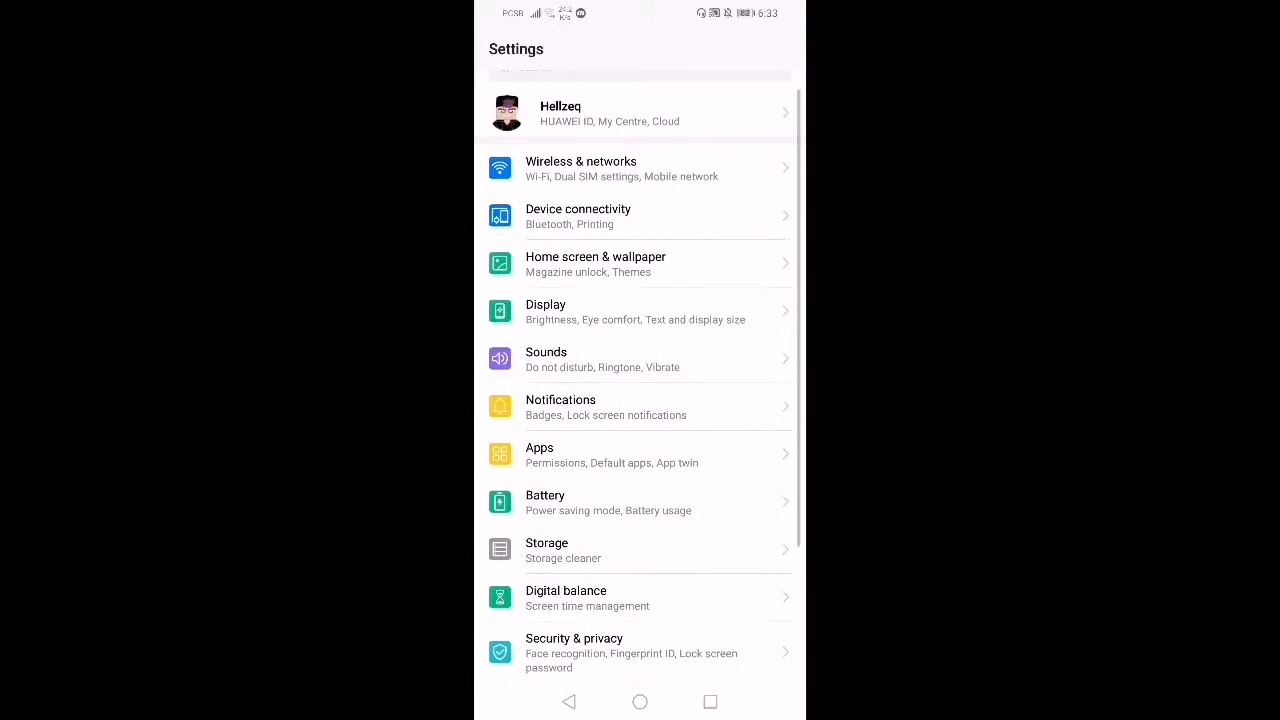 PCSB 24.2 K/s 82 6:33
Settings
Hellzeq
HUAWEI ID, My Centre, Cloud
Wireless & networks
Wi-Fi, Dual SIM settings, Mobile network
Device connectivity
Bluetooth, Printing
Home screen & wallpaper
Magazine unlock, Themes
Display
Brightness, Eye comfort, Text and display size
Sounds
Do not disturb, Ringtone, Vibrate
Notifications
Badges, Lock screen notifications
Apps
Permissions, Default apps, App twin
Battery
Power saving mode, Battery usage
Storage
Storage cleaner
Digital balance
Screen time management
Security & privacy
Face recognition, Fingerprint ID, Lock screen
password